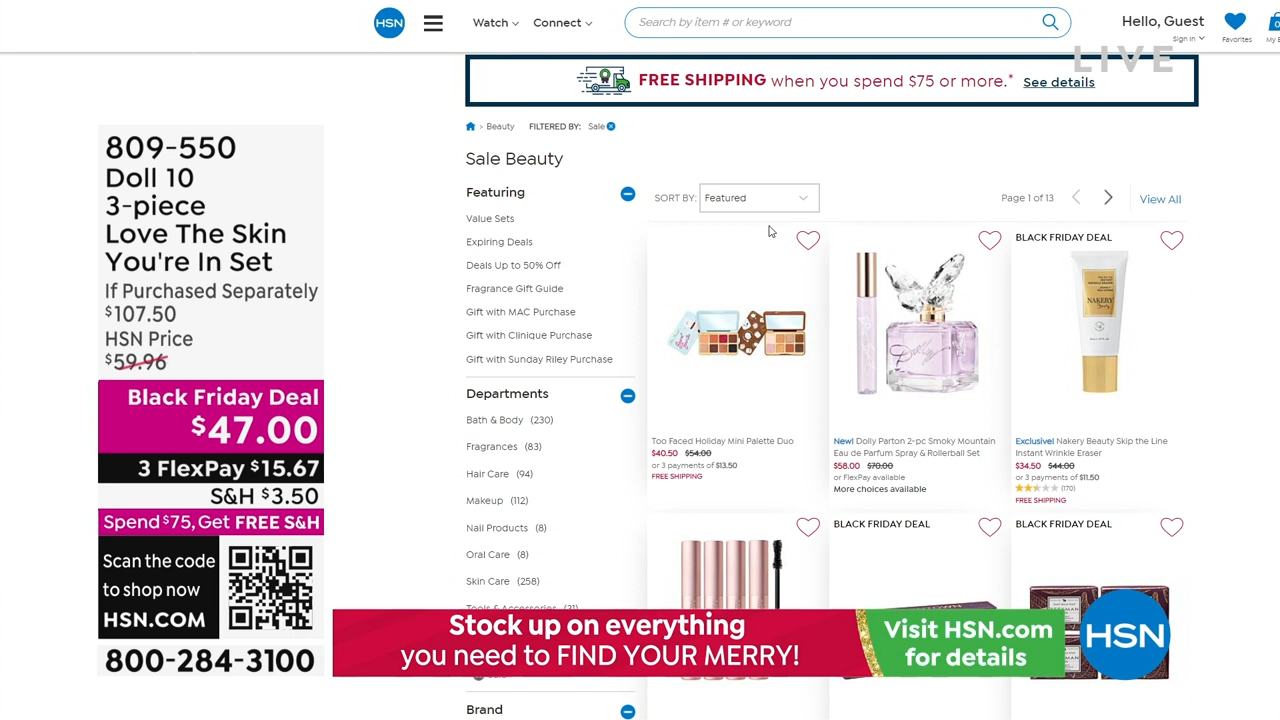 HSN
Watch
Connect
Search by item # or keyword
Hello, Guest
Sign In
Favorites
LIVE
FREE SHIPPING when you spend $75 or more.* See details
> Beauty FILTERED BY: Sale
Sale Beauty
809-550
Doll 10
3-piece
Love The Skin
You're In Set
If Purchased Separately
$107.50
HSN Price
$59.96
Black Friday Deal
$47.00
3 FlexPay $15.67
S&H $3.50
Spend $75, Get FREE S&H
Scan the code
to shop now
HSN.COM
800-284-3100
Featuring
Value Sets
Expiring Deals
Deals Up to 50% Off
Fragrance Gift Guide
Gift with MAC Purchase
Gift with Clinique Purchase
Gift with Sunday Riley Purchase
Departments
Bath & Body (230)
Fragrances (83)
Hair Care (94)
Makeup (112)
Nail Products (8)
Oral Care (8)
Skin Care (258)
Tools & Accessories (31)
Brand
SORT BY: Featured
Page 1 of 13
View All
Too Faced Holiday Mini Palette Duo
$40.50 $54.00
or 3 payments of $13.50
FREE SHIPPING
New! Dolly Parton 2-pc Smoky Mountain
Eau de Parfum Spray & Rollerball Set
$58.00 $70.00
or FlexPay available
More choices available
BLACK FRIDAY DEAL
NAKERY
Exclusive! Nakery Beauty Skip the Line
Instant Wrinkle Eraser
$34.50 $44.00
or 3 payments of $11.50
(170)
FREE SHIPPING
BLACK FRIDAY DEAL
BLACK FRIDAY DEAL
Stock up on everything
you need to FIND YOUR MERRY!
Visit HSN.com
for details
HSN